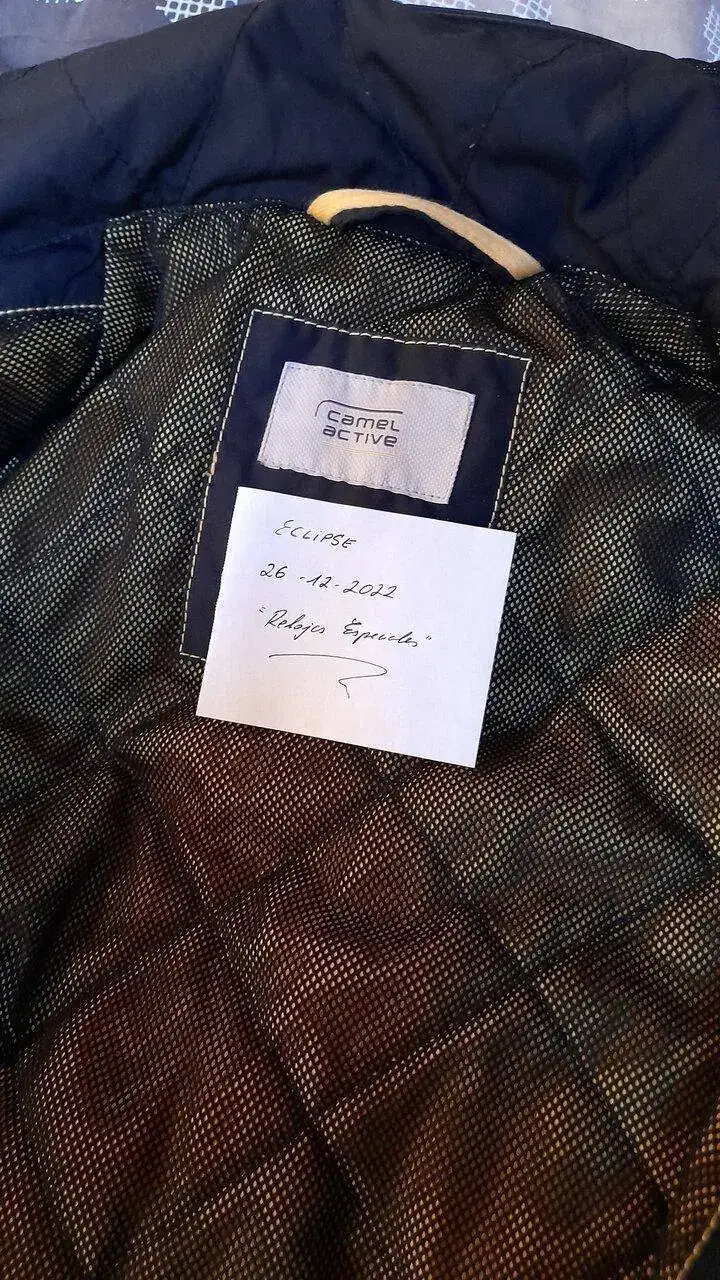 camel
active
ECLIPSE
26-12-2022
"Relojes Especiales"